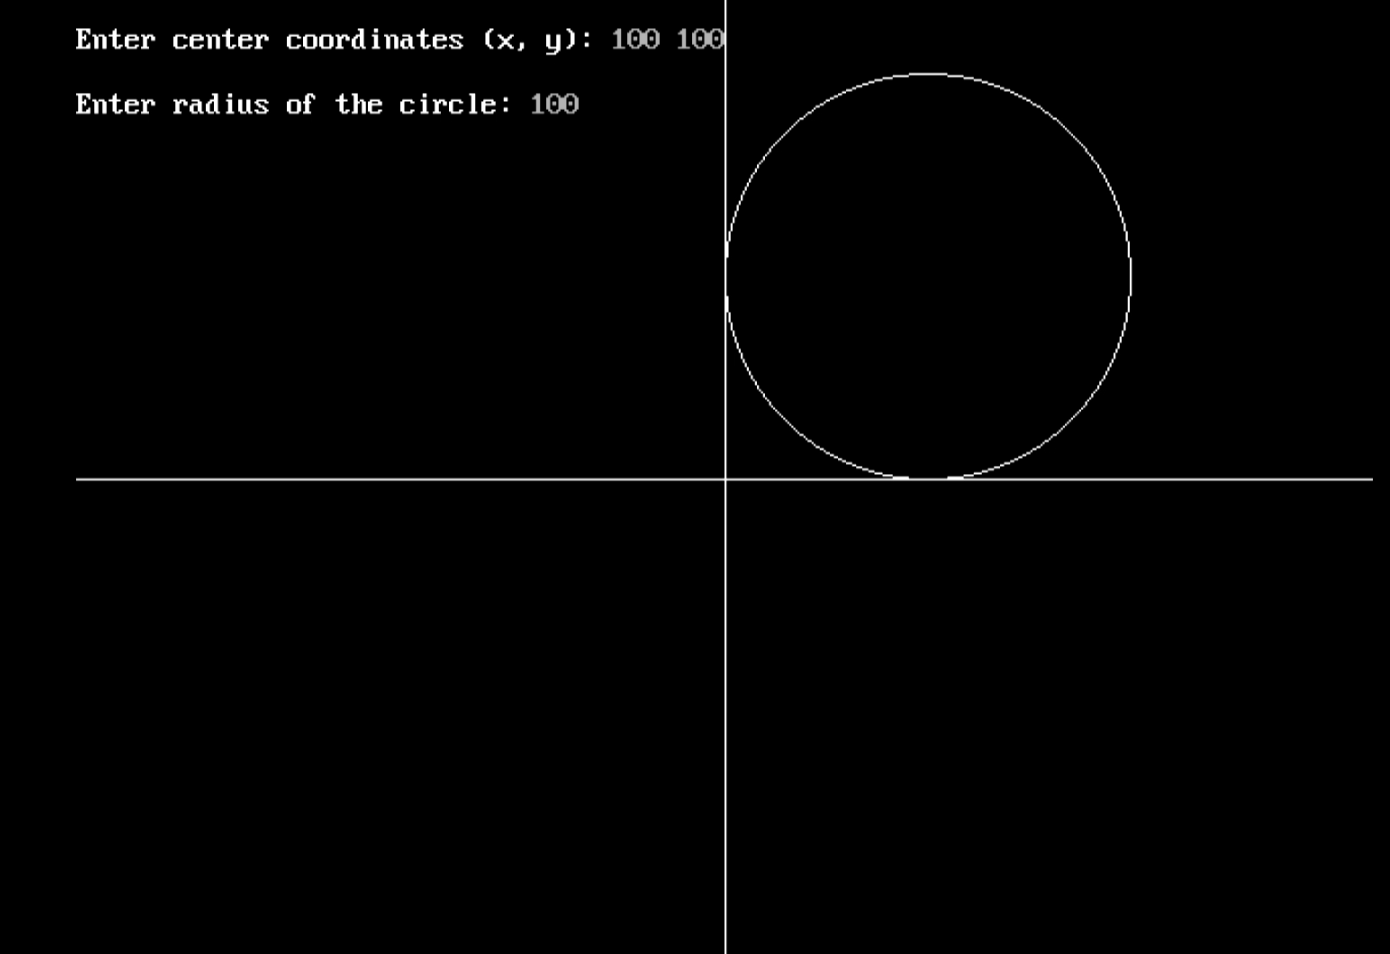 Enter center coordinates (x, y): 100 100
Enter radius of the circle: 100